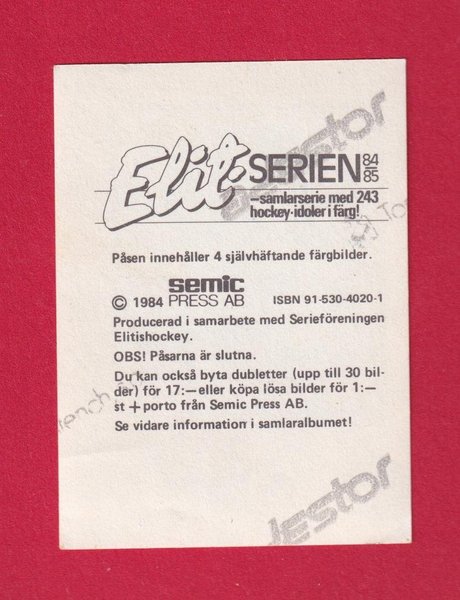 Elit-SERIEN 84 85
–samlarserie med 243
hockey-idoler i färg!
Påsen innehåller 4 självhäftande färgbilder.
semic
© 1984 PRESS AB ISBN 91-530-4020-1
Producerad i samarbete med Serieföreningen
Elitishockey.
OBS! Påsarna är slutna.
Du kan också byta dubletter (upp till 30 bil-
der) för 17:— eller köpa lösa bilder för 1:—
st + porto från Semic Press AB.
Se vidare information i samlaralbumet!